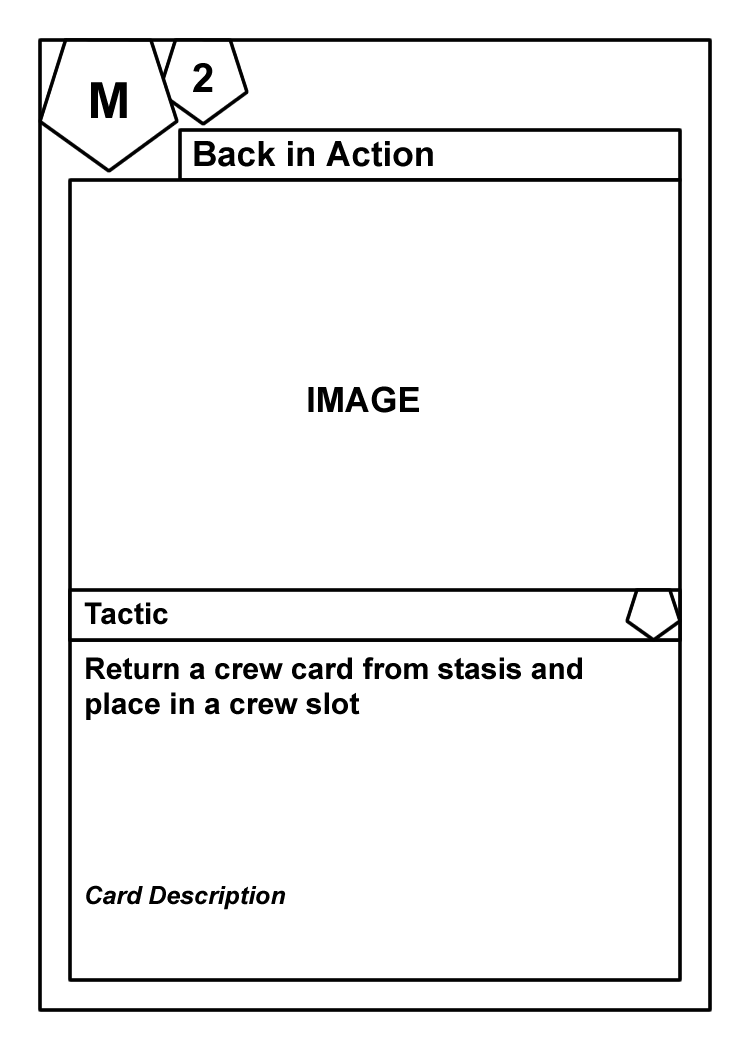 M
2
Back in Action
IMAGE
Tactic
Return a crew card from stasis and
place in a crew slot
Card Description